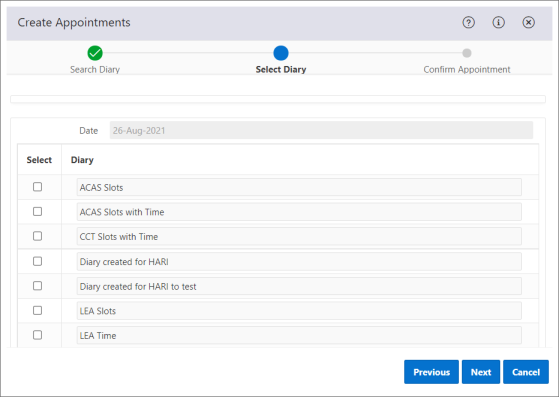 Create Appointments
Search Diary
Select Diary
Confirm Appointment
Date 26-Aug-2021
Select Diary
ACAS Slots
ACAS Slots with Time
CCT Slots with Time
Diary created for HARI
Diary created for HARI to test
LEA Slots
LEA Time
Previous Next Cancel